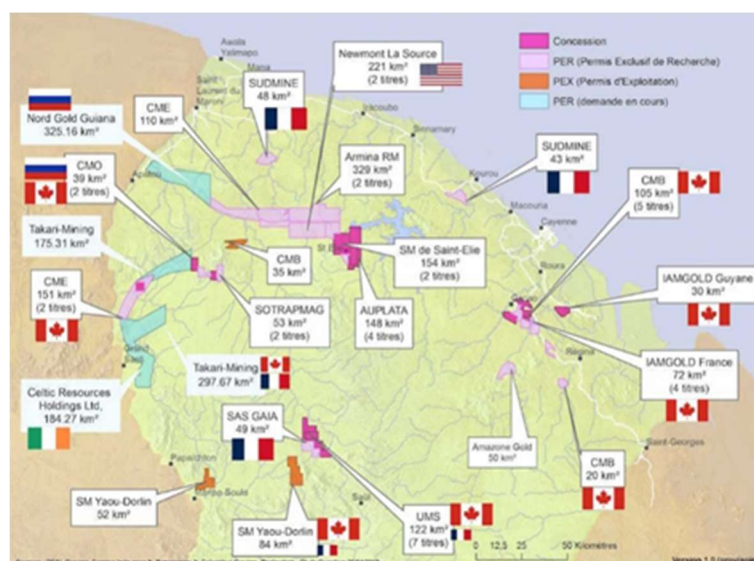 Awala
Yalimapo
Mana
Saint
Laurent du
Maroni
Newmont La Source
221 km²
(2 titres)
Concession
PER (Permis Exclusif de Recherche)
PEX (Permis d'Exploitation)
PER (demande en cours)
SUDMINE
48 km²
CME
110 km²
Nord Gold Guiana
325.16 km²
Iracoubo
Sinnamary
Armina RM
329 km²
(2 titres)
SUDMINE
43 km²
CMB
105 km²
(5 titres)
CMO
39 km²
(2 titres)
Apatou
Kourou
Macouria
Cayenne
Takari-Mining
175.31 km²
CMB
35 km²
SM de Saint-Elie
154 km²
(2 titres)
Roura
IAMGOLD Guyane
30 km²
CME
151 km²
(2 titres)
SOTRAPMAG
53 km²
(2 titres)
AUPLATA
148 km²
(4 titres)
Takari-Mining
297.67 km²
Régina
IAMGOLD France
72 km²
(4 titres)
Celtic Resources
Holdings Ltd,
184.27 km²
SAS GAIA
49 km²
Amazone Gold
50 km²
Saint-Georges
Papaichton
CMB
20 km²
SM Yaou-Dorlin
52 km²
Saül
SM Yaou-Dorlin
84 km²
UMS
122 km²
(7 titres)
0 12,5 25 50 Kilomètres